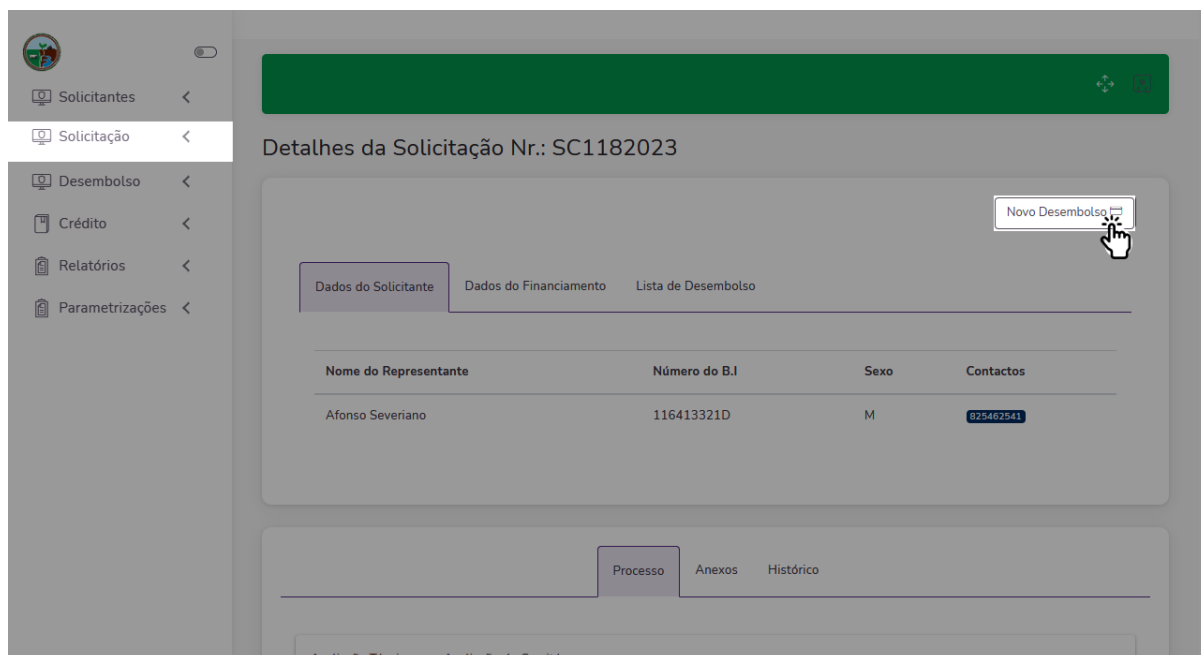 Solicitantes
Solicitação
Desembolso
Crédito
Relatórios
Parametrizações
Detalhes da Solicitação Nr.: SC1182023
Novo Desembolso
Dados do Solicitante Dados do Financiamento Lista de Desembolso
Nome do Representante Número do B.I Sexo Contactos
Afonso Severiano 116413321D M 825462541
Processo Anexos Histórico